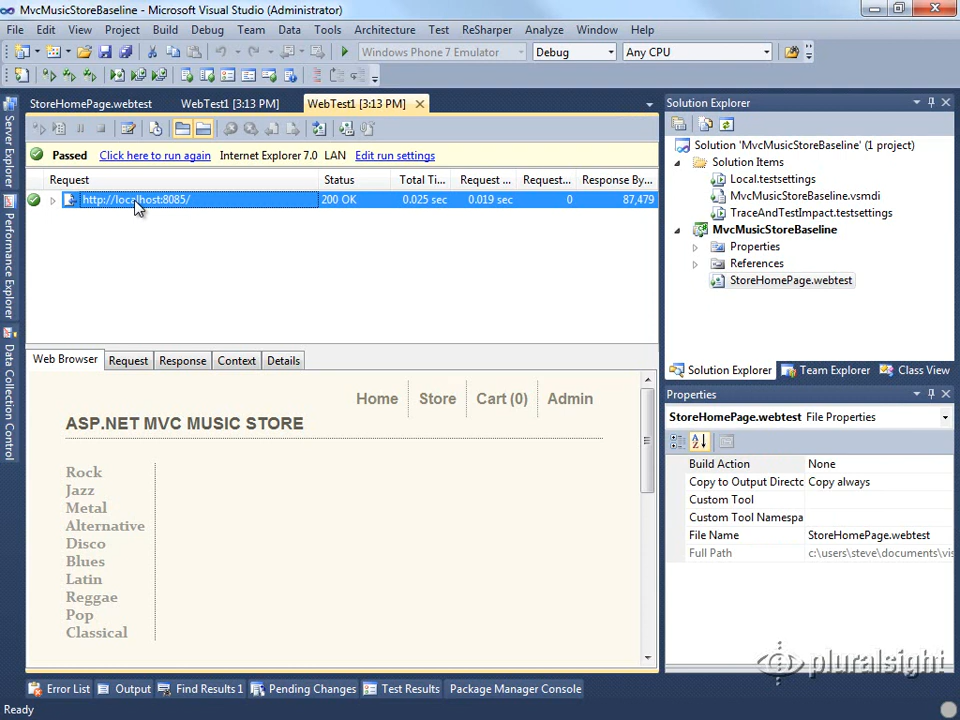 MvcMusicStoreBaseline - Microsoft Visual Studio (Administrator)
File Edit View Project Build Debug Team Data Tools Architecture Test ReSharper Analyze Window Help
Windows Phone 7 Emulator Debug Any CPU
StoreHomePage.webtest WebTest1 [3:13 PM] WebTest1 [3:13 PM]
Passed Click here to run again Internet Explorer 7.0 LAN Edit run settings
Request Status Total Ti... Request ... Request... Response By...
http://localhost:8085/ 200 OK 0.025 sec 0.019 sec 0 87,479
Web Browser Request Response Context Details
Home Store Cart (0) Admin
ASP.NET MVC MUSIC STORE
Rock
Jazz
Metal
Alternative
Disco
Blues
Latin
Reggae
Pop
Classical
Server Explorer
Performance Explorer
Data Collection Control
Solution Explorer
Solution 'MvcMusicStoreBaseline' (1 project)
Solution Items
Local.testsettings
MvcMusicStoreBaseline.vsmdi
TraceAndTestImpact.testsettings
MvcMusicStoreBaseline
Properties
References
StoreHomePage.webtest
Solution Explorer Team Explorer Class View
Properties
StoreHomePage.webtest File Properties
Build Action None
Copy to Output Directc Copy always
Custom Tool
Custom Tool Namespa
File Name StoreHomePage.webtest
Full Path c:\users\steve\documents\vis
pluralsight
Error List Output Find Results 1 Pending Changes Test Results Package Manager Console
Ready